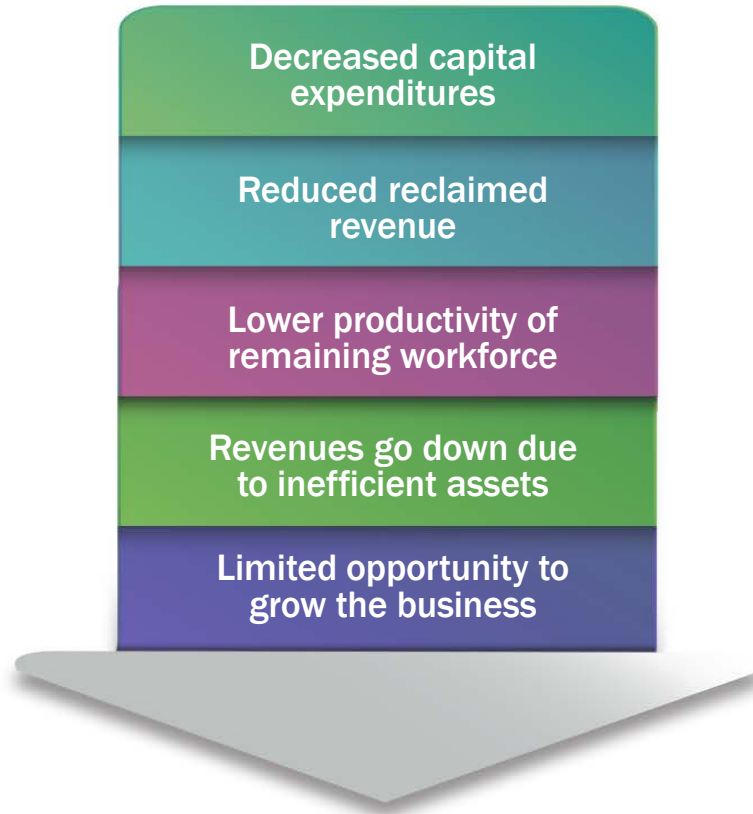 Decreased capital
expenditures
Reduced reclaimed
revenue
Lower productivity of
remaining workforce
Revenues go down due
to inefficient assets
Limited opportunity to
grow the business